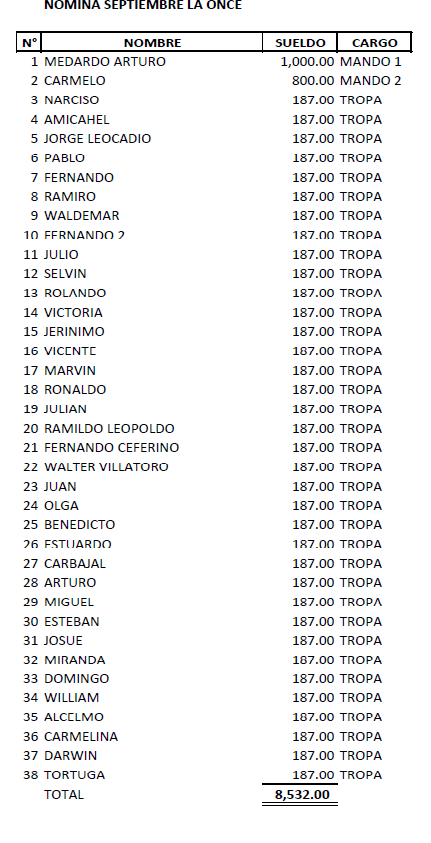 NOMINA SEPTIEMBRE LA ONCE
N° NOMBRE SUELDO CARGO
1 MEDARDO ARTURO 1,000.00 MANDO 1
2 CARMELO 800.00 MANDO 2
3 NARCISO 187.00 TROPA
4 AMICAHEL 187.00 TROPA
5 JORGE LEOCADIO 187.00 TROPA
6 PABLO 187.00 TROPA
7 FERNANDO 187.00 TROPA
8 RAMIRO 187.00 TROPA
9 WALDEMAR 187.00 TROPA
10 FERNANDO 2 187.00 TROPA
11 JULIO 187.00 TROPA
12 SELVIN 187.00 TROPA
13 ROLANDO 187.00 TROPA
14 VICTORIA 187.00 TROPA
15 JERINIMO 187.00 TROPA
16 VICENTE 187.00 TROPA
17 MARVIN 187.00 TROPA
18 RONALDO 187.00 TROPA
19 JULIAN 187.00 TROPA
20 RAMILDO LEOPOLDO 187.00 TROPA
21 FERNANDO CEFERINO 187.00 TROPA
22 WALTER VILLATORO 187.00 TROPA
23 JUAN 187.00 TROPA
24 OLGA 187.00 TROPA
25 BENEDICTO 187.00 TROPA
26 ESTUARDO 187.00 TROPA
27 CARBAJAL 187.00 TROPA
28 ARTURO 187.00 TROPA
29 MIGUEL 187.00 TROPA
30 ESTEBAN 187.00 TROPA
31 JOSUE 187.00 TROPA
32 MIRANDA 187.00 TROPA
33 DOMINGO 187.00 TROPA
34 WILLIAM 187.00 TROPA
35 ALCELMO 187.00 TROPA
36 CARMELINA 187.00 TROPA
37 DARWIN 187.00 TROPA
38 TORTUGA 187.00 TROPA
TOTAL 8,532.00